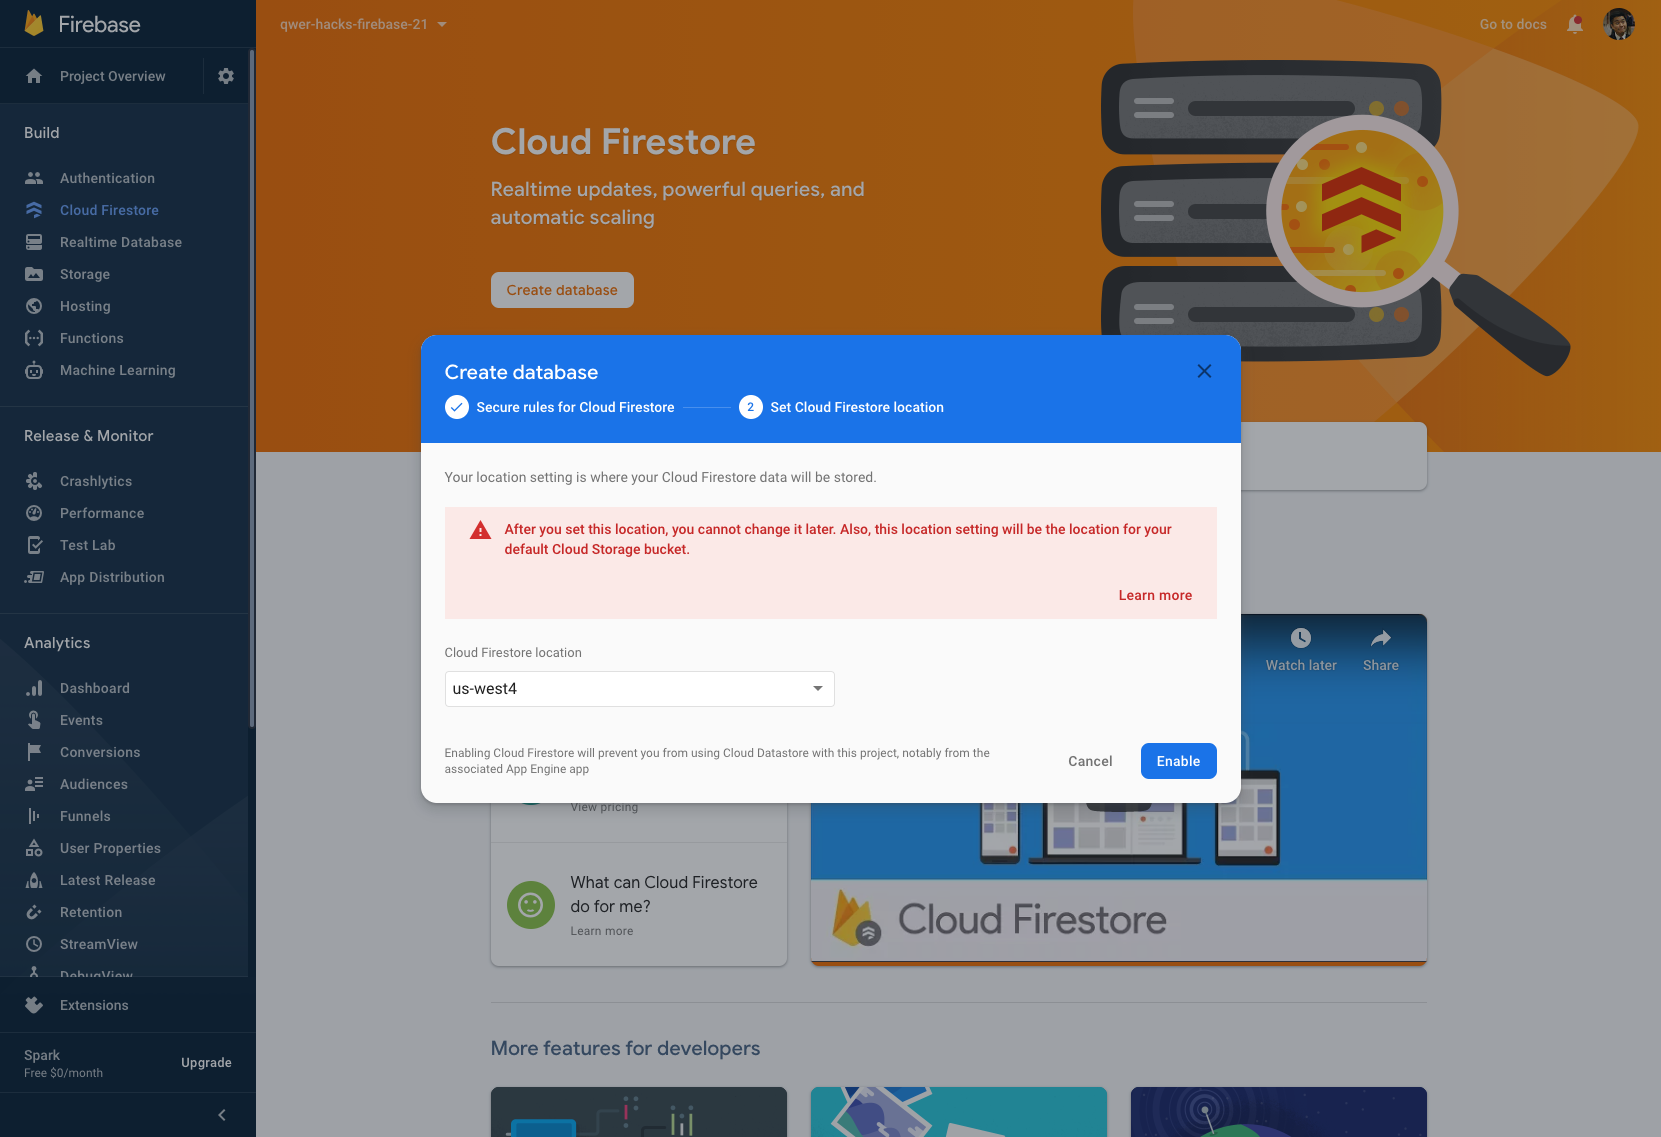 Firebase
Project Overview
Build
Authentication
Cloud Firestore
Realtime Database
Storage
Hosting
Functions
Machine Learning
Release & Monitor
Crashlytics
Performance
Test Lab
App Distribution
Analytics
Dashboard
Events
Conversions
Audiences
Funnels
User Properties
Latest Release
Retention
StreamView
DebugView
Extensions
Spark
Free $0/month
Upgrade
qwer-hacks-firebase-21
Go to docs
Cloud Firestore
Realtime updates, powerful queries, and
automatic scaling
Create database
Create database
Secure rules for Cloud Firestore
2
Set Cloud Firestore location
Your location setting is where your Cloud Firestore data will be stored.
After you set this location, you cannot change it later. Also, this location setting will be the location for your
default Cloud Storage bucket.
Learn more
Cloud Firestore location
us-west4
Enabling Cloud Firestore will prevent you from using Cloud Datastore with this project, notably from the
associated App Engine app
Cancel
Enable
Watch later
Share
View pricing
What can Cloud Firestore
do for me?
Learn more
Cloud Firestore
More features for developers